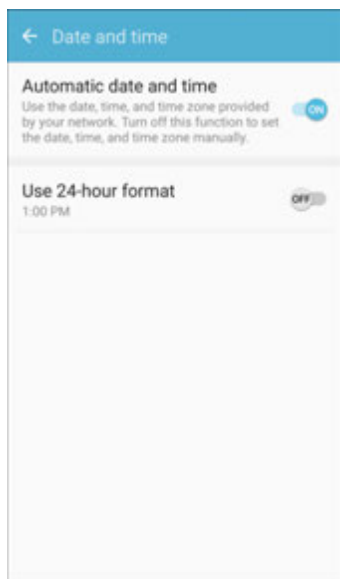 Date and time
Automatic date and time
Use the date, time, and time zone provided
by your network. Turn off this function to set
the date, time, and time zone manually.
ON
Use 24-hour format
OFF
1:00 PM